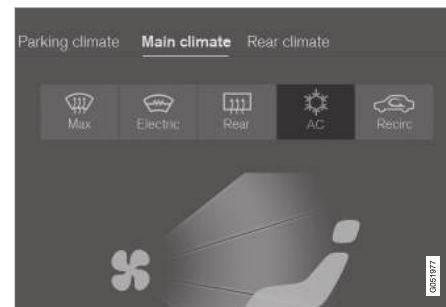 Parking climate Main climate Rear climate
Max Electric Rear AC Recirc
G051977